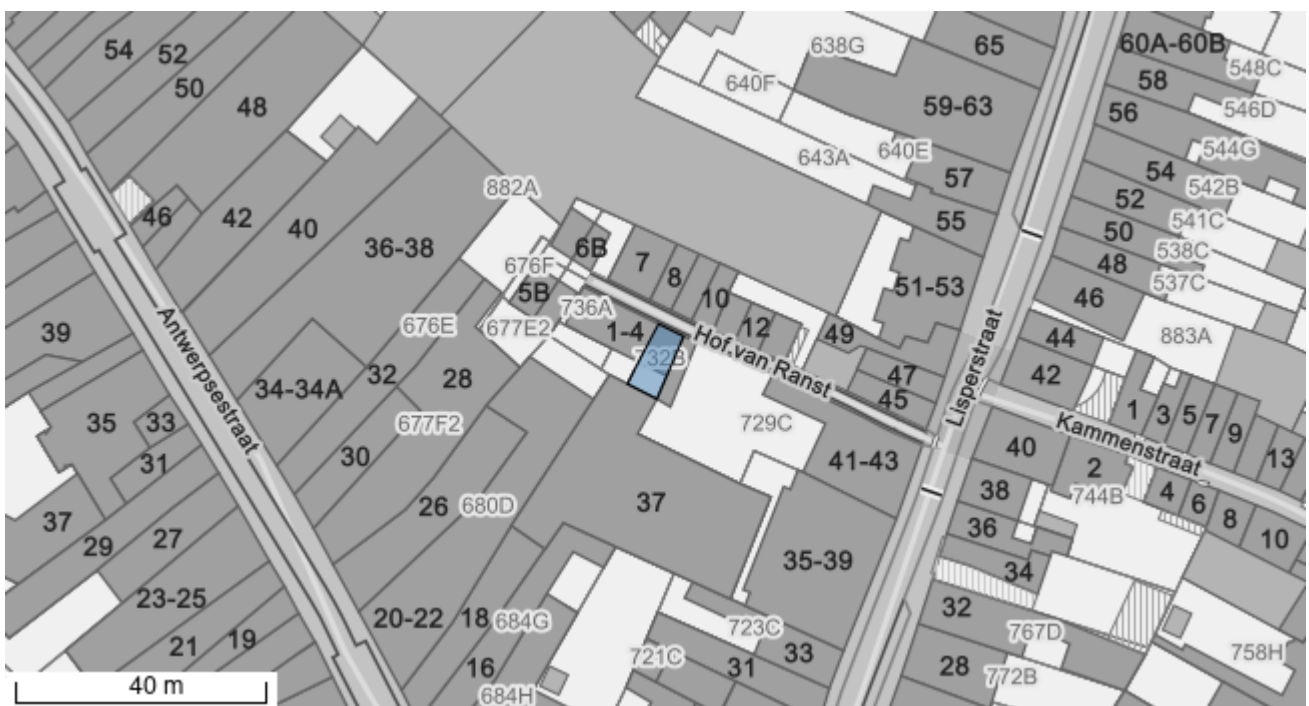 54
52
50
48
46
42
40
36-38
882A
638G
640F
640E
643A
65
59-63
57
55
51-53
60A-60B
548C
58
56
546D
544G
54
542B
52
541C
50
538C
48
537C
46
883A
44
42
6B
676F
5B
736A
677E2
7
8
10
12
1-4
732B
Hof van Ranst
49
47
45
729C
41-43
Lisperstraat
Kammenstraat
1
3
5
7
9
13
40
2
744B
4
6
8
10
38
36
34
32
767D
28
772B
758H
39
Antwerpsestraat
676E
34-34A
32
28
677F2
35
33
31
30
26
680D
37
37
29
27
23-25
21
19
20-22
18
684G
16
684H
35-39
723C
721C
33
31
40 m